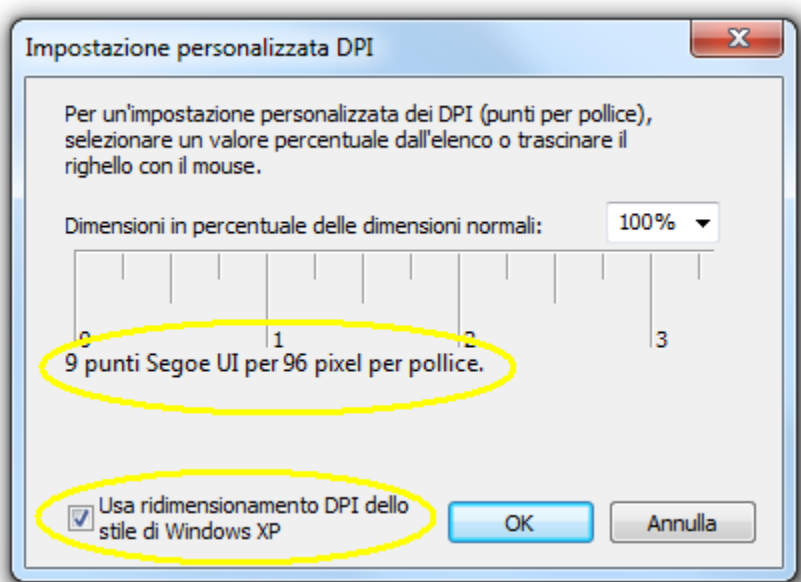 Impostazione personalizzata DPI
Per un'impostazione personalizzata dei DPI (punti per pollice),
selezionare un valore percentuale dall'elenco o trascinare il
righello con il mouse.
Dimensioni in percentuale delle dimensioni normali: 100%
0 1 2 3
9 punti Segoe UI per 96 pixel per pollice.
Usa ridimensionamento DPI dello
stile di Windows XP
OK Annulla